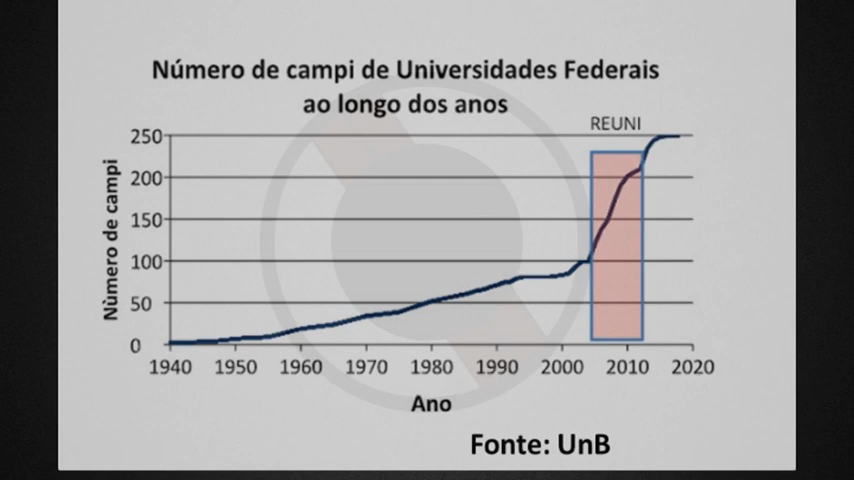 Número de campi de Universidades Federais
ao longo dos anos
REUNI
Número de campi
250
200
150
100
50
0
1940 1950 1960 1970 1980 1990 2000 2010 2020
Ano
Fonte: UnB